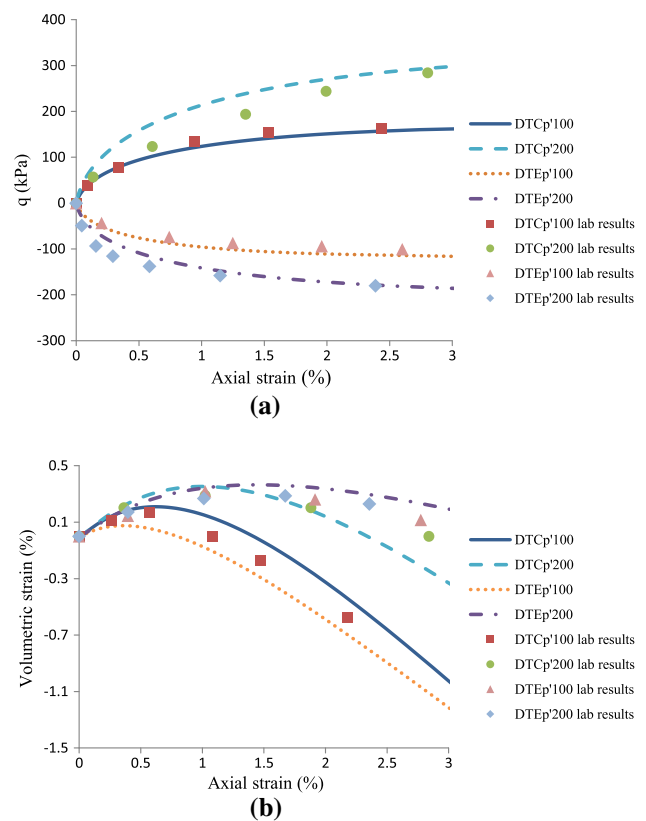 400
300
200
100
0
-100
-200
-300
q (kPa)
0 0.5 1 1.5 2 2.5 3
Axial strain (%)
DTCp'100
DTCp'200
DTEp'100
DTEp'200
DTCp'100 lab results
DTCp'200 lab results
DTEp'100 lab results
DTEp'200 lab results
(a)
0.5
0.1
-0.3
-0.7
-1.1
-1.5
Volumetric strain (%)
0 0.5 1 1.5 2 2.5 3
Axial strain (%)
DTCp'100
DTCp'200
DTEp'100
DTEp'200
DTCp'100 lab results
DTCp'200 lab results
DTEp'100 lab results
DTEp'200 lab results
(b)